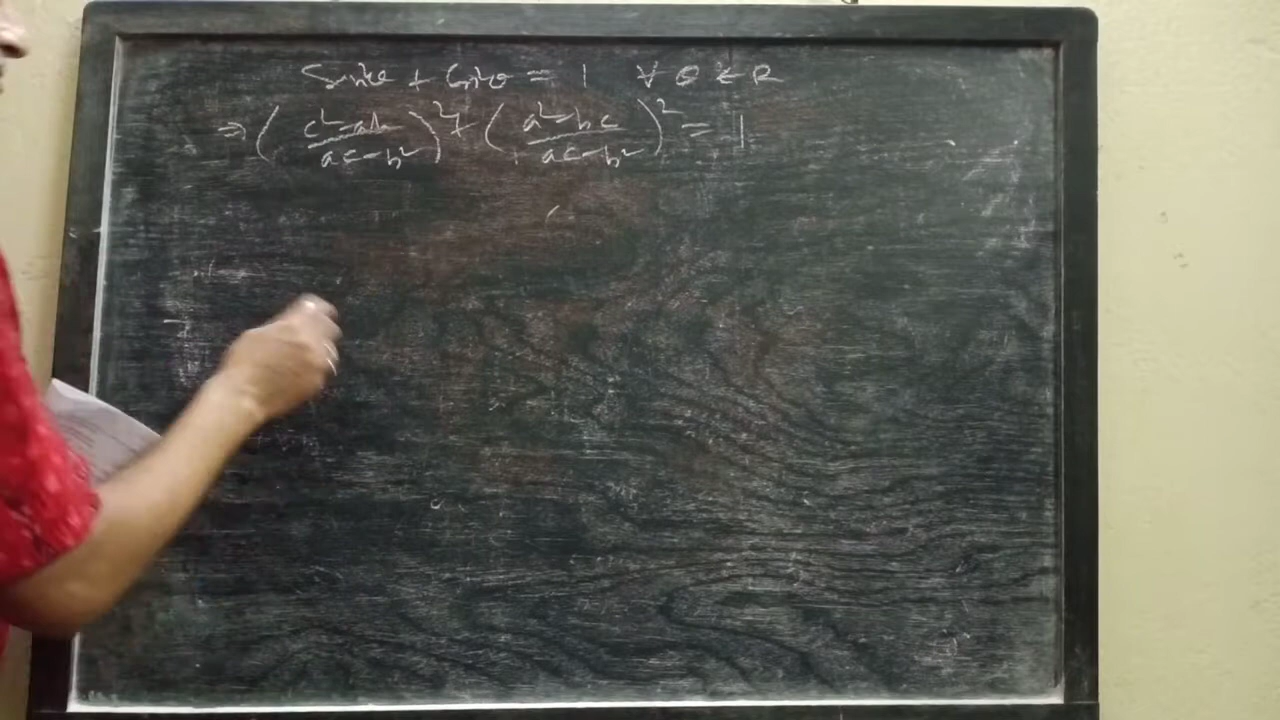 Sin²θ + Cos²θ = 1 ∀ θ ∈ R
⇒ ( (c² - ab) / (ac - b²) )² + ( (a² - bc) / (ac - b²) )² = 1